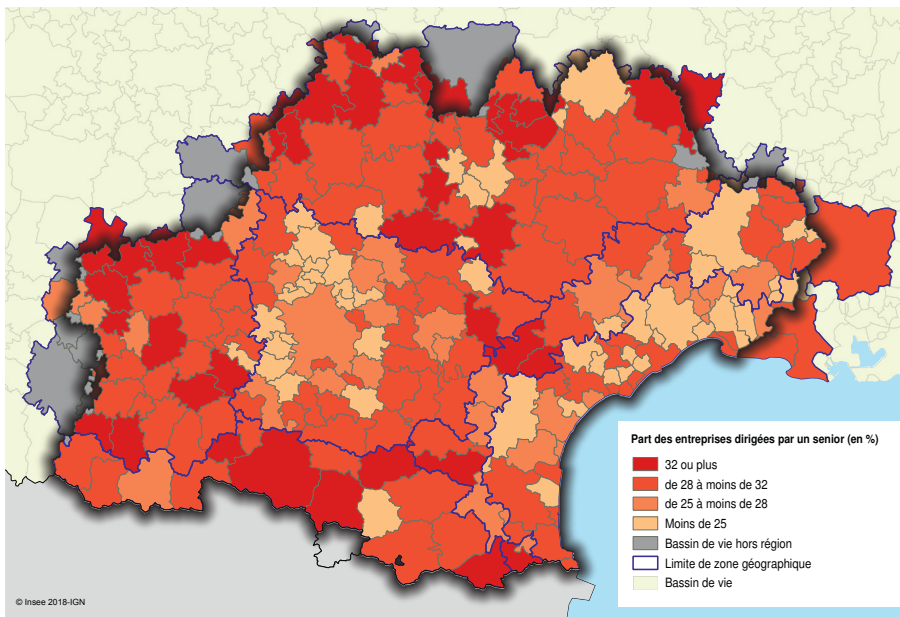 Part des entreprises dirigées par un senior (en %)
32 ou plus
de 28 à moins de 32
de 25 à moins de 28
Moins de 25
Bassin de vie hors région
Limite de zone géographique
Bassin de vie
© Insee 2018-IGN